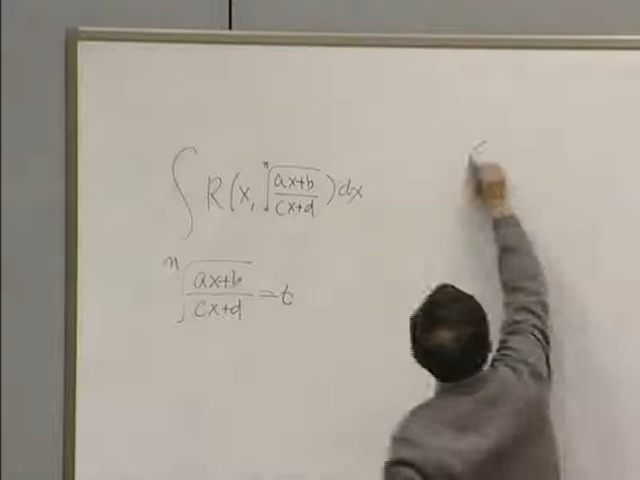 ∫ R(x, ⁿ√((ax+b)/(cx+d))) dx
ⁿ√((ax+b)/(cx+d)) = t